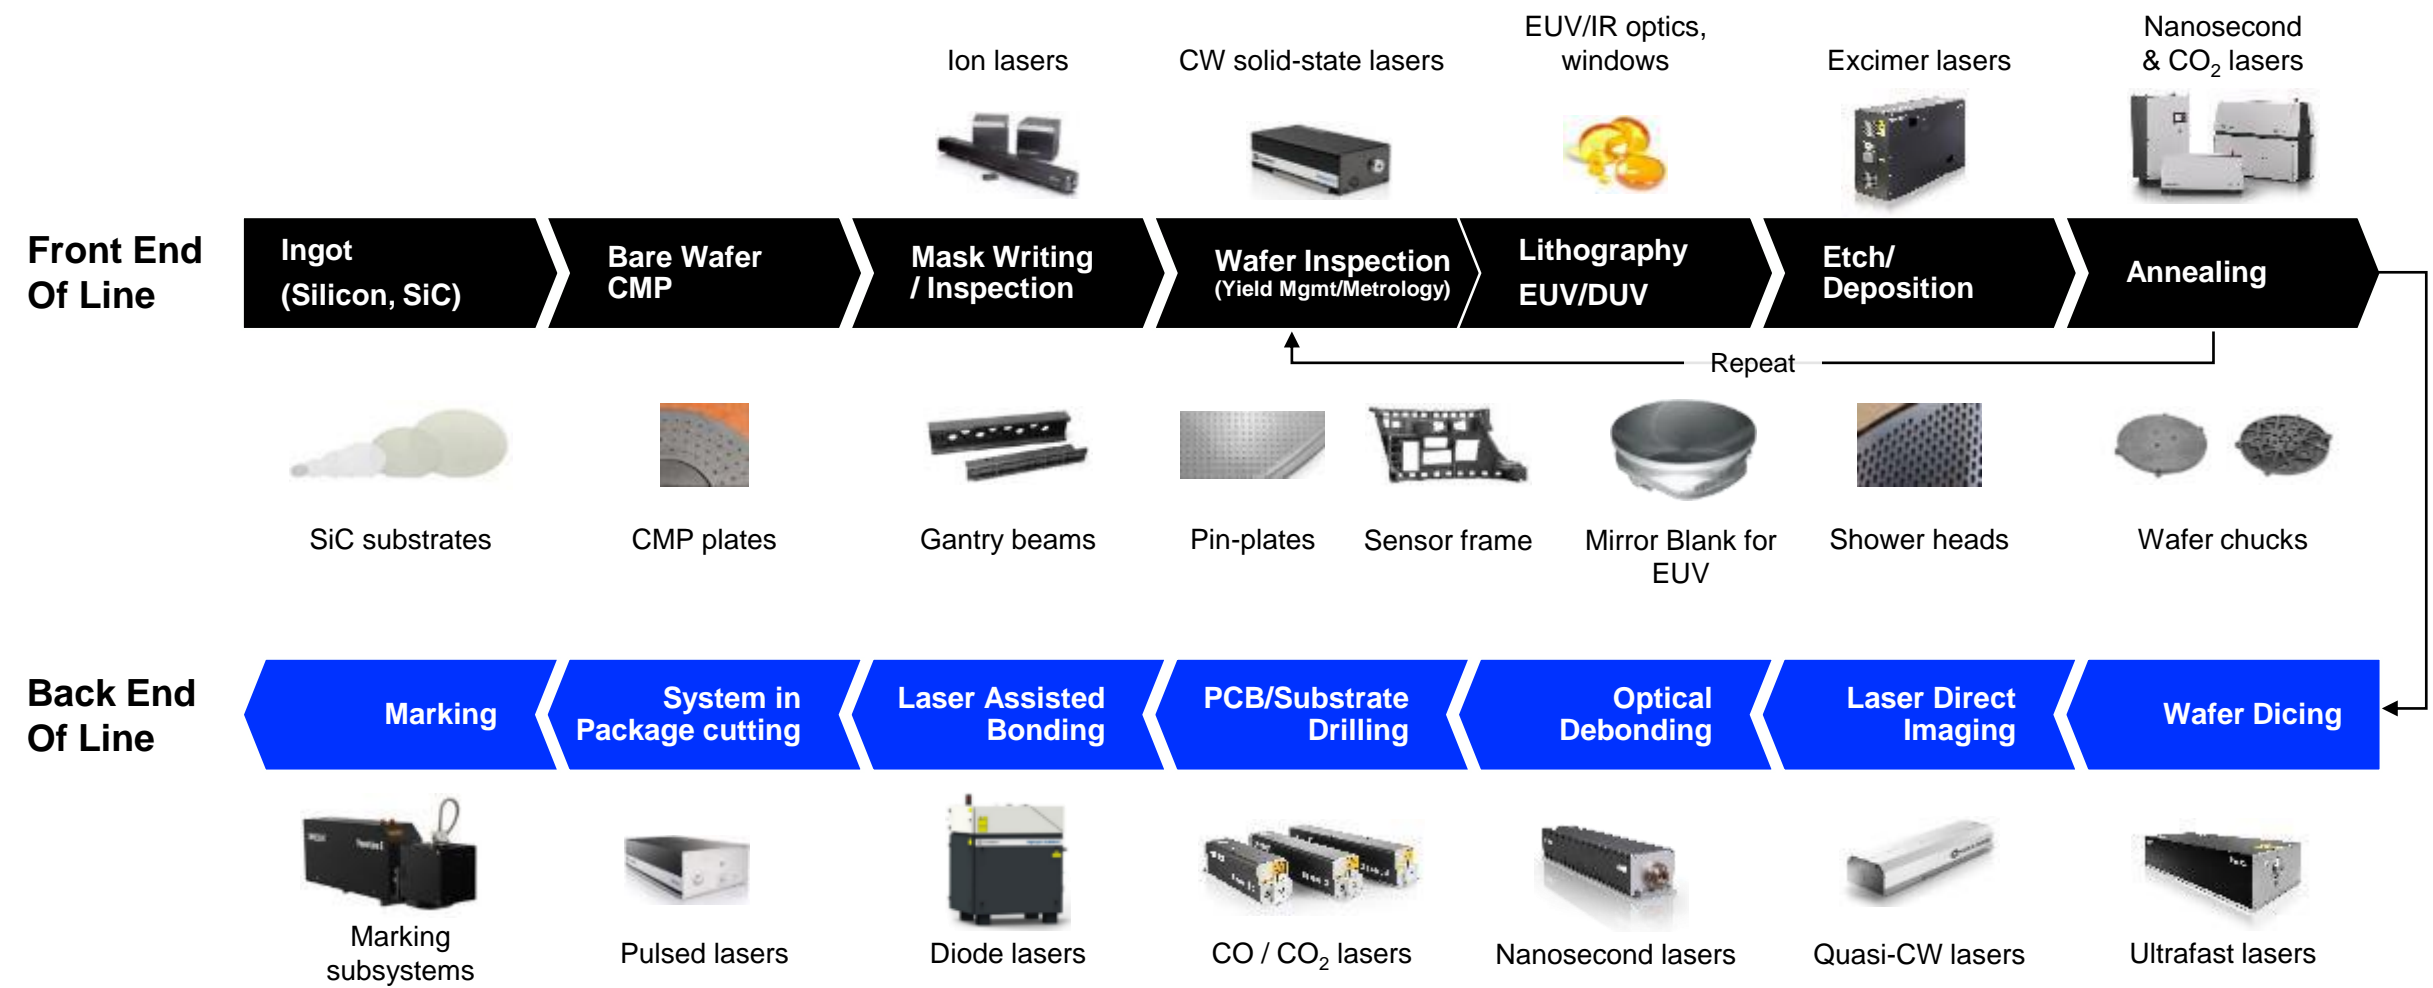 EUV/IR optics,
windows
Nanosecond
& CO₂ lasers
Ion lasers
CW solid-state lasers
Excimer lasers
Front End
Of Line
Ingot
(Silicon, SiC)
Bare Wafer
CMP
Mask Writing
/ Inspection
Wafer Inspection
(Yield Mgmt/Metrology)
Lithography
EUV/DUV
Etch/
Deposition
Annealing
Repeat
SiC substrates
CMP plates
Gantry beams
Pin-plates
Sensor frame
Mirror Blank for
EUV
Shower heads
Wafer chucks
Back End
Of Line
Marking
System in
Package cutting
Laser Assisted
Bonding
PCB/Substrate
Drilling
Optical
Debonding
Laser Direct
Imaging
Wafer Dicing
Marking
subsystems
Pulsed lasers
Diode lasers
CO / CO₂ lasers
Nanosecond lasers
Quasi-CW lasers
Ultrafast lasers